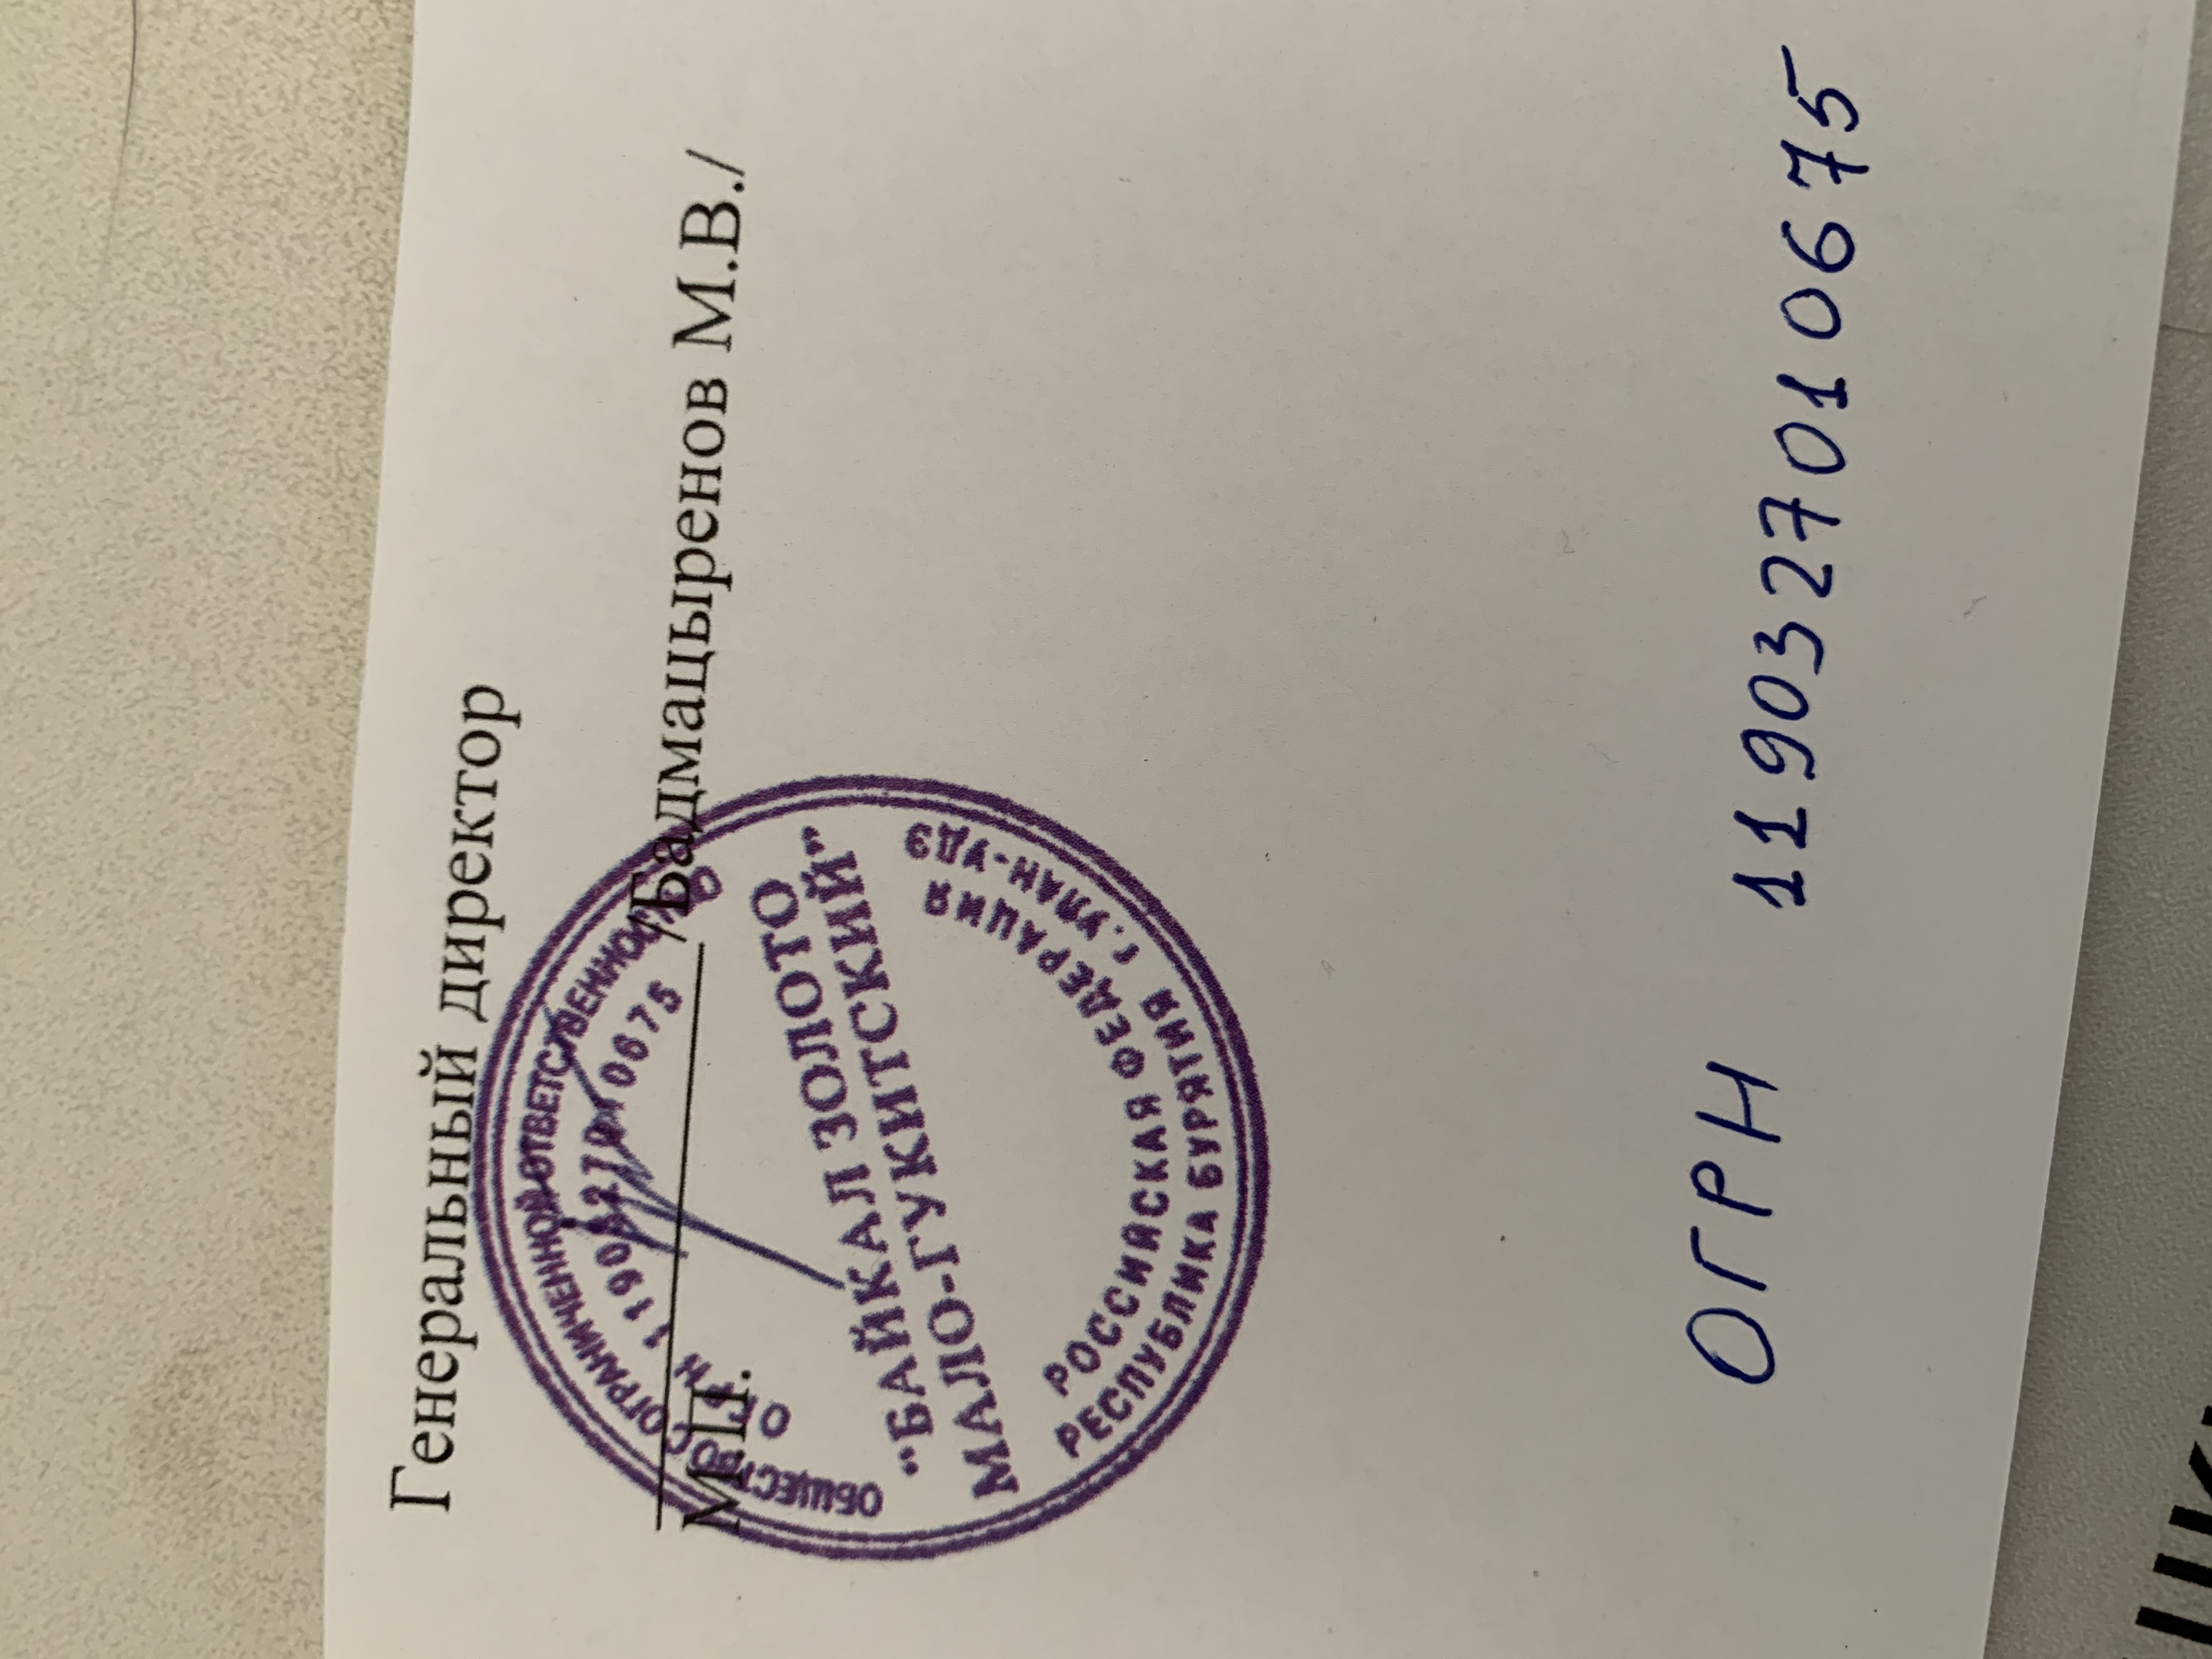 Генеральный директор
/Бадмацыренов М.В./
М.П.
ОБЩЕСТВО С ОГРАНИЧЕННОЙ ОТВЕТСТВЕННОСТЬЮ
ОГРН 1190327010675
"БАЙКАЛ ЗОЛОТО
МАЛО-ГУКИТСКИЙ"
РОССИЙСКАЯ ФЕДЕРАЦИЯ
РЕСПУБЛИКА БУРЯТИЯ г. УЛАН-УДЭ
ОГРН 1190327010675